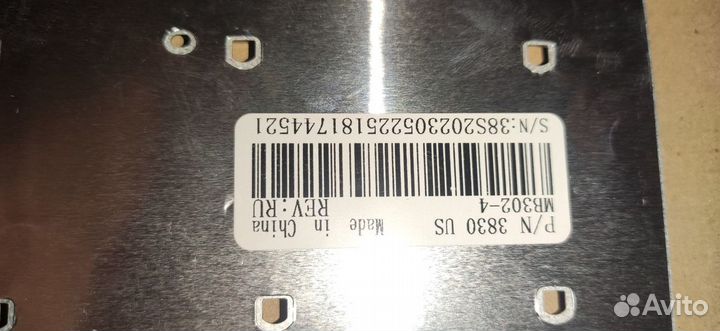 P/N 3830 US Made in China
MB302-4 REV:RU
S/N:38S202305225181744521
Avito